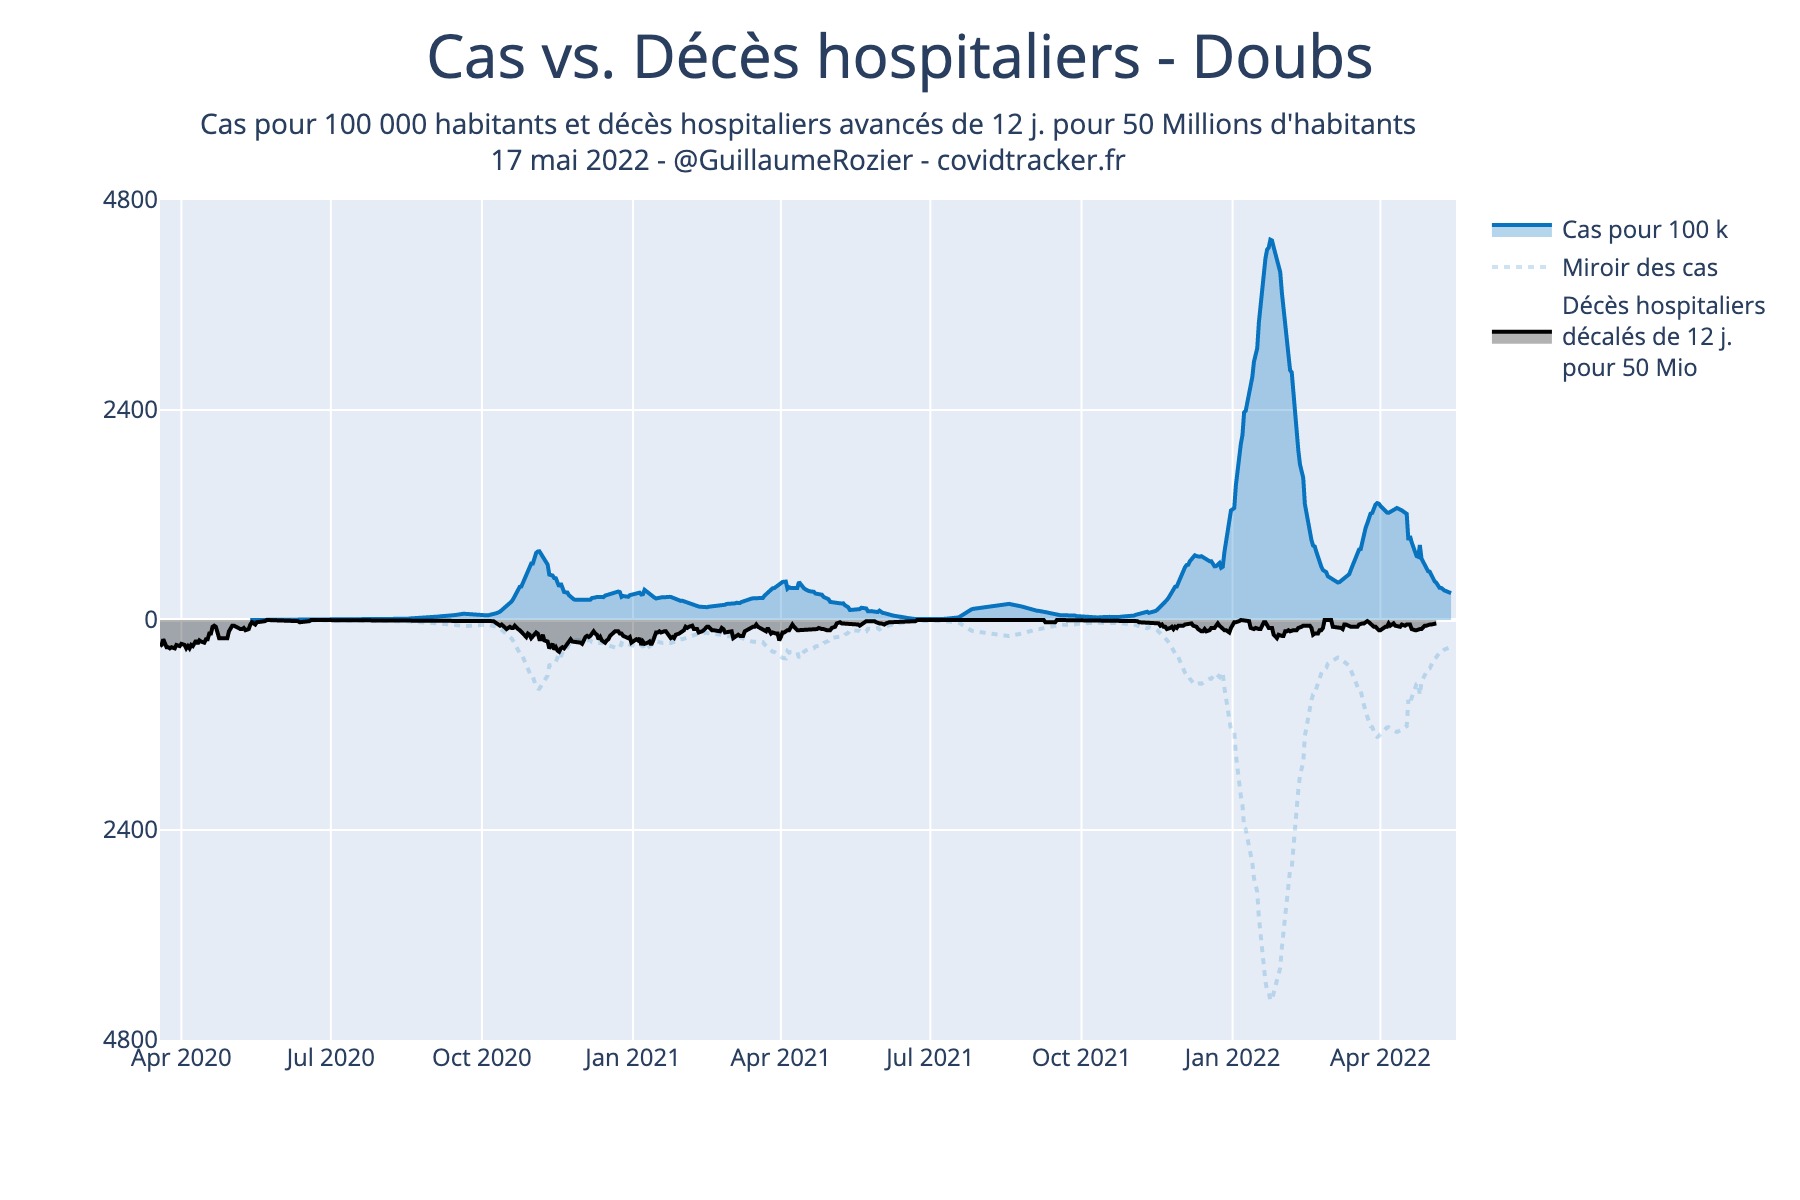 Cas vs. Décès hospitaliers - Doubs
Cas pour 100 000 habitants et décès hospitaliers avancés de 12 j. pour 50 Millions d'habitants
17 mai 2022 - @GuillaumeRozier - covidtracker.fr
4800
2400
0
2400
4800
Apr 2020
Jul 2020
Oct 2020
Jan 2021
Apr 2021
Jul 2021
Oct 2021
Jan 2022
Apr 2022
Cas pour 100 k
Miroir des cas
Décès hospitaliers
décalés de 12 j.
pour 50 Mio